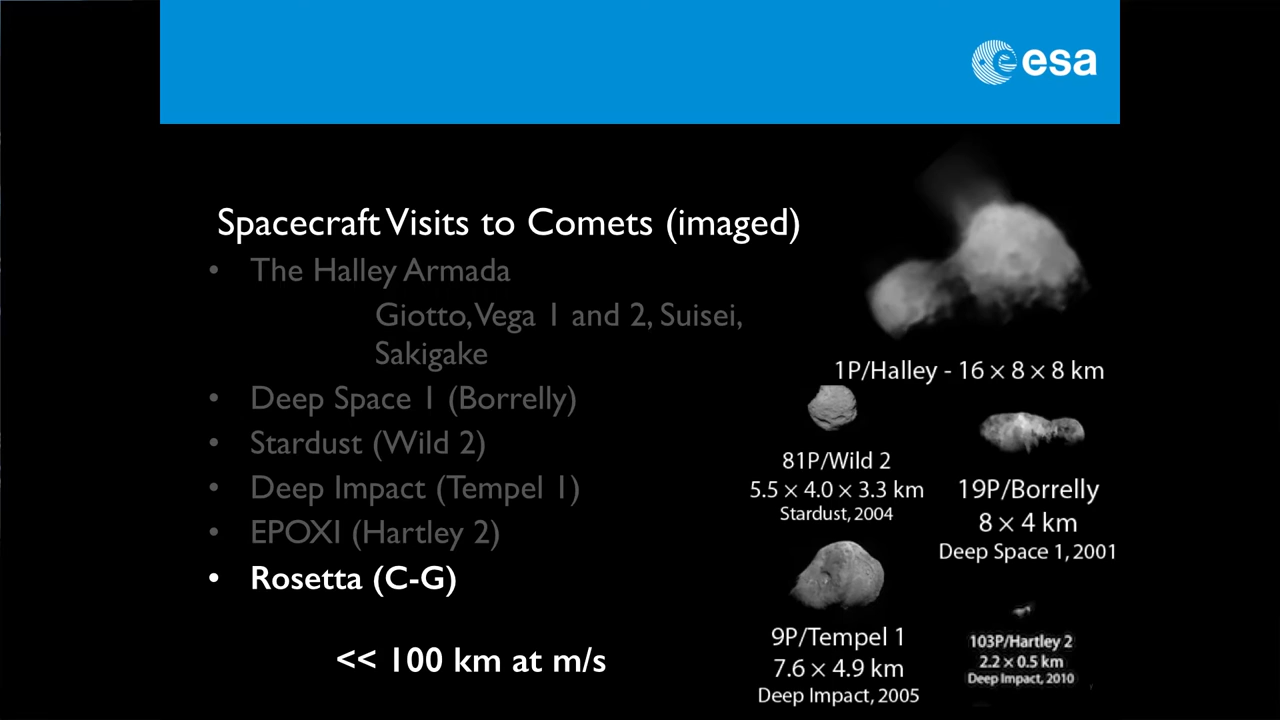 esa
Spacecraft Visits to Comets (imaged)
• The Halley Armada
Giotto, Vega 1 and 2, Suisei,
Sakigake
• Deep Space 1 (Borrelly)
• Stardust (Wild 2)
• Deep Impact (Tempel 1)
• EPOXI (Hartley 2)
• Rosetta (C-G)
<< 100 km at m/s
1P/Halley - 16 × 8 × 8 km
81P/Wild 2
5.5 × 4.0 × 3.3 km
Stardust, 2004
19P/Borrelly
8 × 4 km
Deep Space 1, 2001
9P/Tempel 1
7.6 × 4.9 km
Deep Impact, 2005
103P/Hartley 2
2.2 × 0.5 km
Deep Impact, 2010